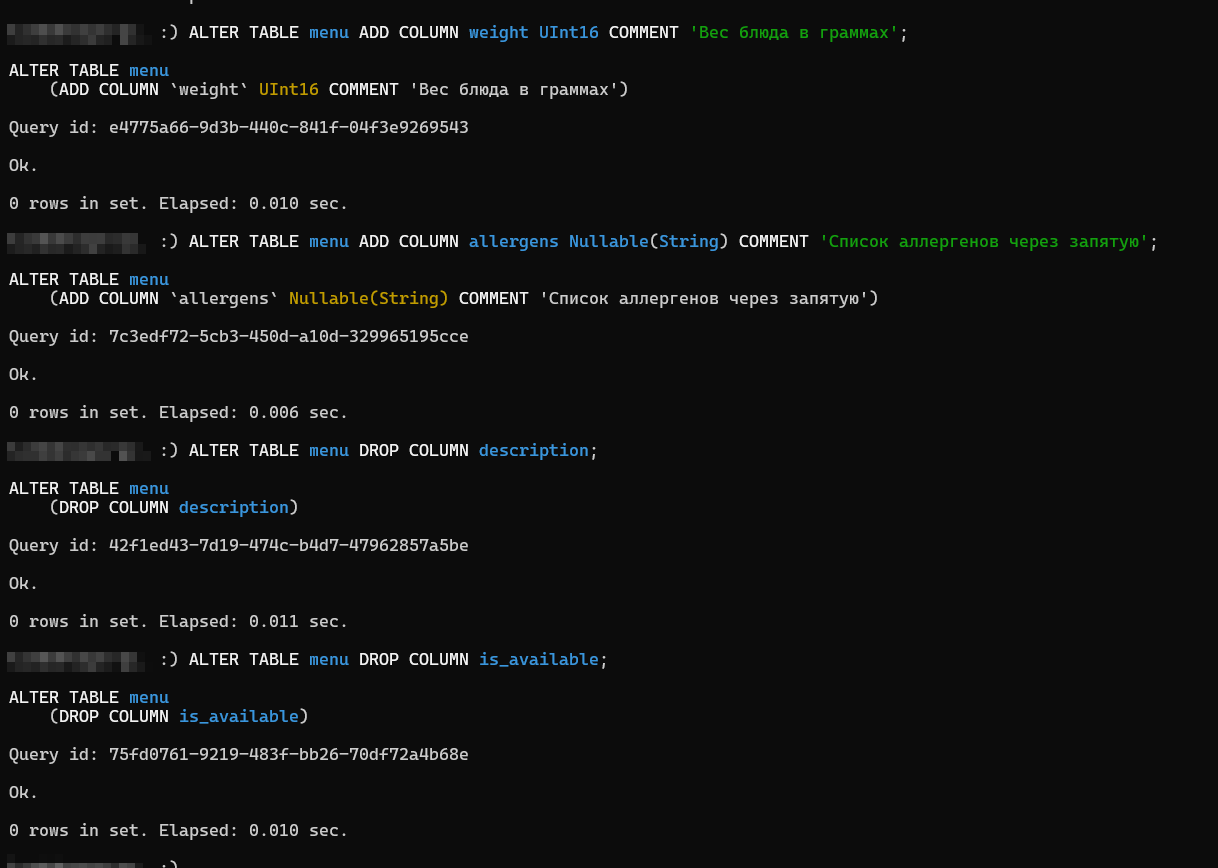 :) ALTER TABLE menu ADD COLUMN weight UInt16 COMMENT 'Вес блюда в граммах';
ALTER TABLE menu
(ADD COLUMN `weight` UInt16 COMMENT 'Вес блюда в граммах')
Query id: e4775a66-9d3b-440c-841f-04f3e9269543
Ok.
0 rows in set. Elapsed: 0.010 sec.
:) ALTER TABLE menu ADD COLUMN allergens Nullable(String) COMMENT 'Список аллергенов через запятую';
ALTER TABLE menu
(ADD COLUMN `allergens` Nullable(String) COMMENT 'Список аллергенов через запятую')
Query id: 7c3edf72-5cb3-450d-a10d-329965195cce
Ok.
0 rows in set. Elapsed: 0.006 sec.
:) ALTER TABLE menu DROP COLUMN description;
ALTER TABLE menu
(DROP COLUMN description)
Query id: 42f1ed43-7d19-474c-b4d7-47962857a5be
Ok.
0 rows in set. Elapsed: 0.011 sec.
:) ALTER TABLE menu DROP COLUMN is_available;
ALTER TABLE menu
(DROP COLUMN is_available)
Query id: 75fd0761-9219-483f-bb26-70df72a4b68e
Ok.
0 rows in set. Elapsed: 0.010 sec.
:)